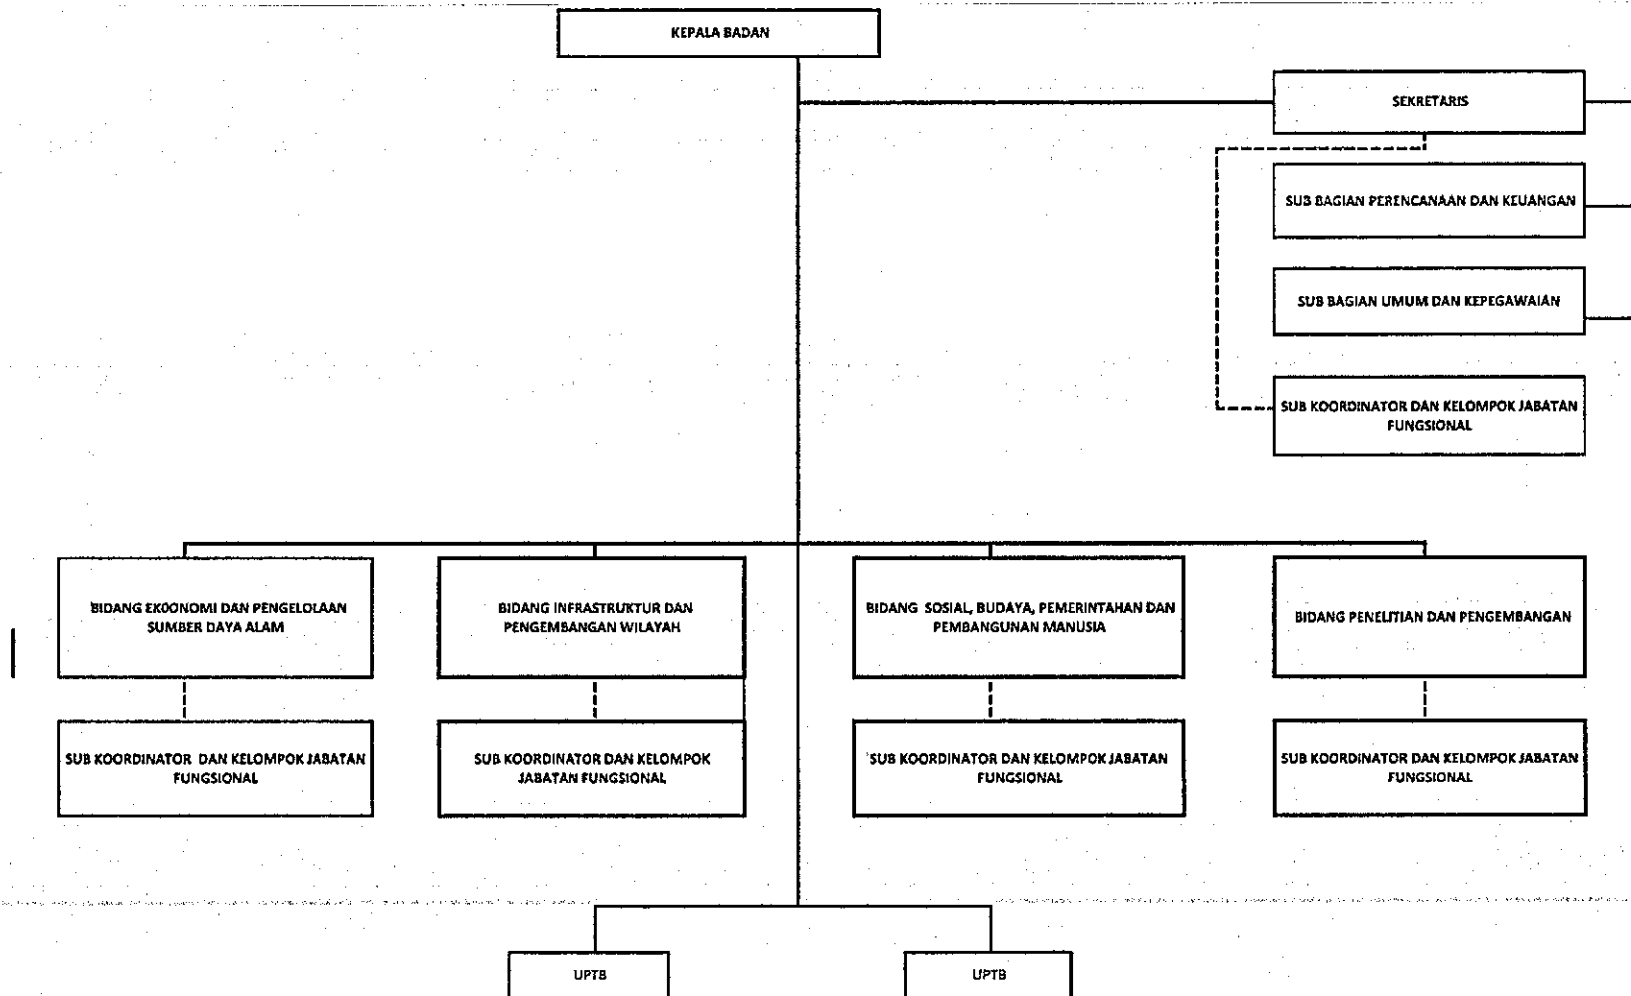 KEPALA BADAN
SEKRETARIS
SUB BAGIAN PERENCANAAN DAN KEUANGAN
SUB BAGIAN UMUM DAN KEPEGAWAIAN
SUB KOORDINATOR DAN KELOMPOK JABATAN
FUNGSIONAL
BIDANG EKOONOMI DAN PENGELOLAAN
SUMBER DAYA ALAM
BIDANG INFRASTRUKTUR DAN
PENGEMBANGAN WILAYAH
BIDANG SOSIAL, BUDAYA, PEMERINTAHAN DAN
PEMBANGUNAN MANUSIA
BIDANG PENELITIAN DAN PENGEMBANGAN
SUB KOORDINATOR DAN KELOMPOK JABATAN
FUNGSIONAL
SUB KOORDINATOR DAN KELOMPOK
JABATAN FUNGSIONAL
SUB KOORDINATOR DAN KELOMPOK JABATAN
FUNGSIONAL
SUB KOORDINATOR DAN KELOMPOK JABATAN
FUNGSIONAL
UPTB
UPTB